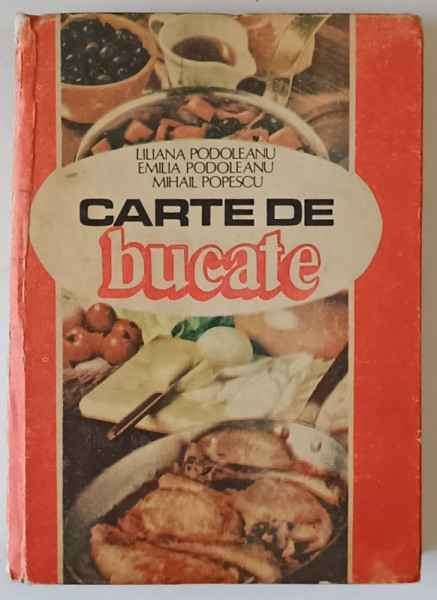 LILIANA PODOLEANU
EMILIA PODOLEANU
MIHAIL POPESCU
CARTE DE
bucate